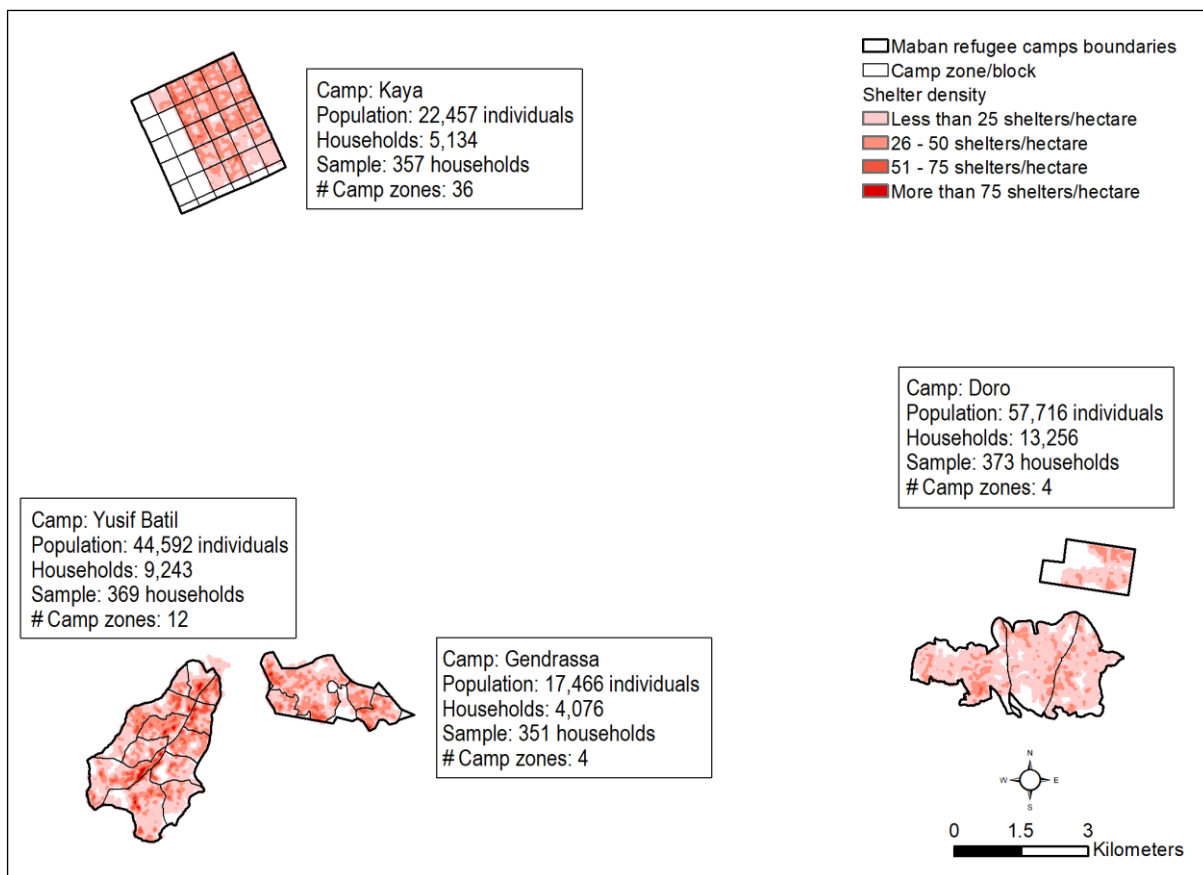 Maban refugee camps boundaries
Camp zone/block
Shelter density
Less than 25 shelters/hectare
26 - 50 shelters/hectare
51 - 75 shelters/hectare
More than 75 shelters/hectare
Camp: Kaya
Population: 22,457 individuals
Households: 5,134
Sample: 357 households
# Camp zones: 36
Camp: Doro
Population: 57,716 individuals
Households: 13,256
Sample: 373 households
# Camp zones: 4
Camp: Yusif Batil
Population: 44,592 individuals
Households: 9,243
Sample: 369 households
# Camp zones: 12
Camp: Gendrassa
Population: 17,466 individuals
Households: 4,076
Sample: 351 households
# Camp zones: 4
N
W E
S
0 1.5 3
Kilometers